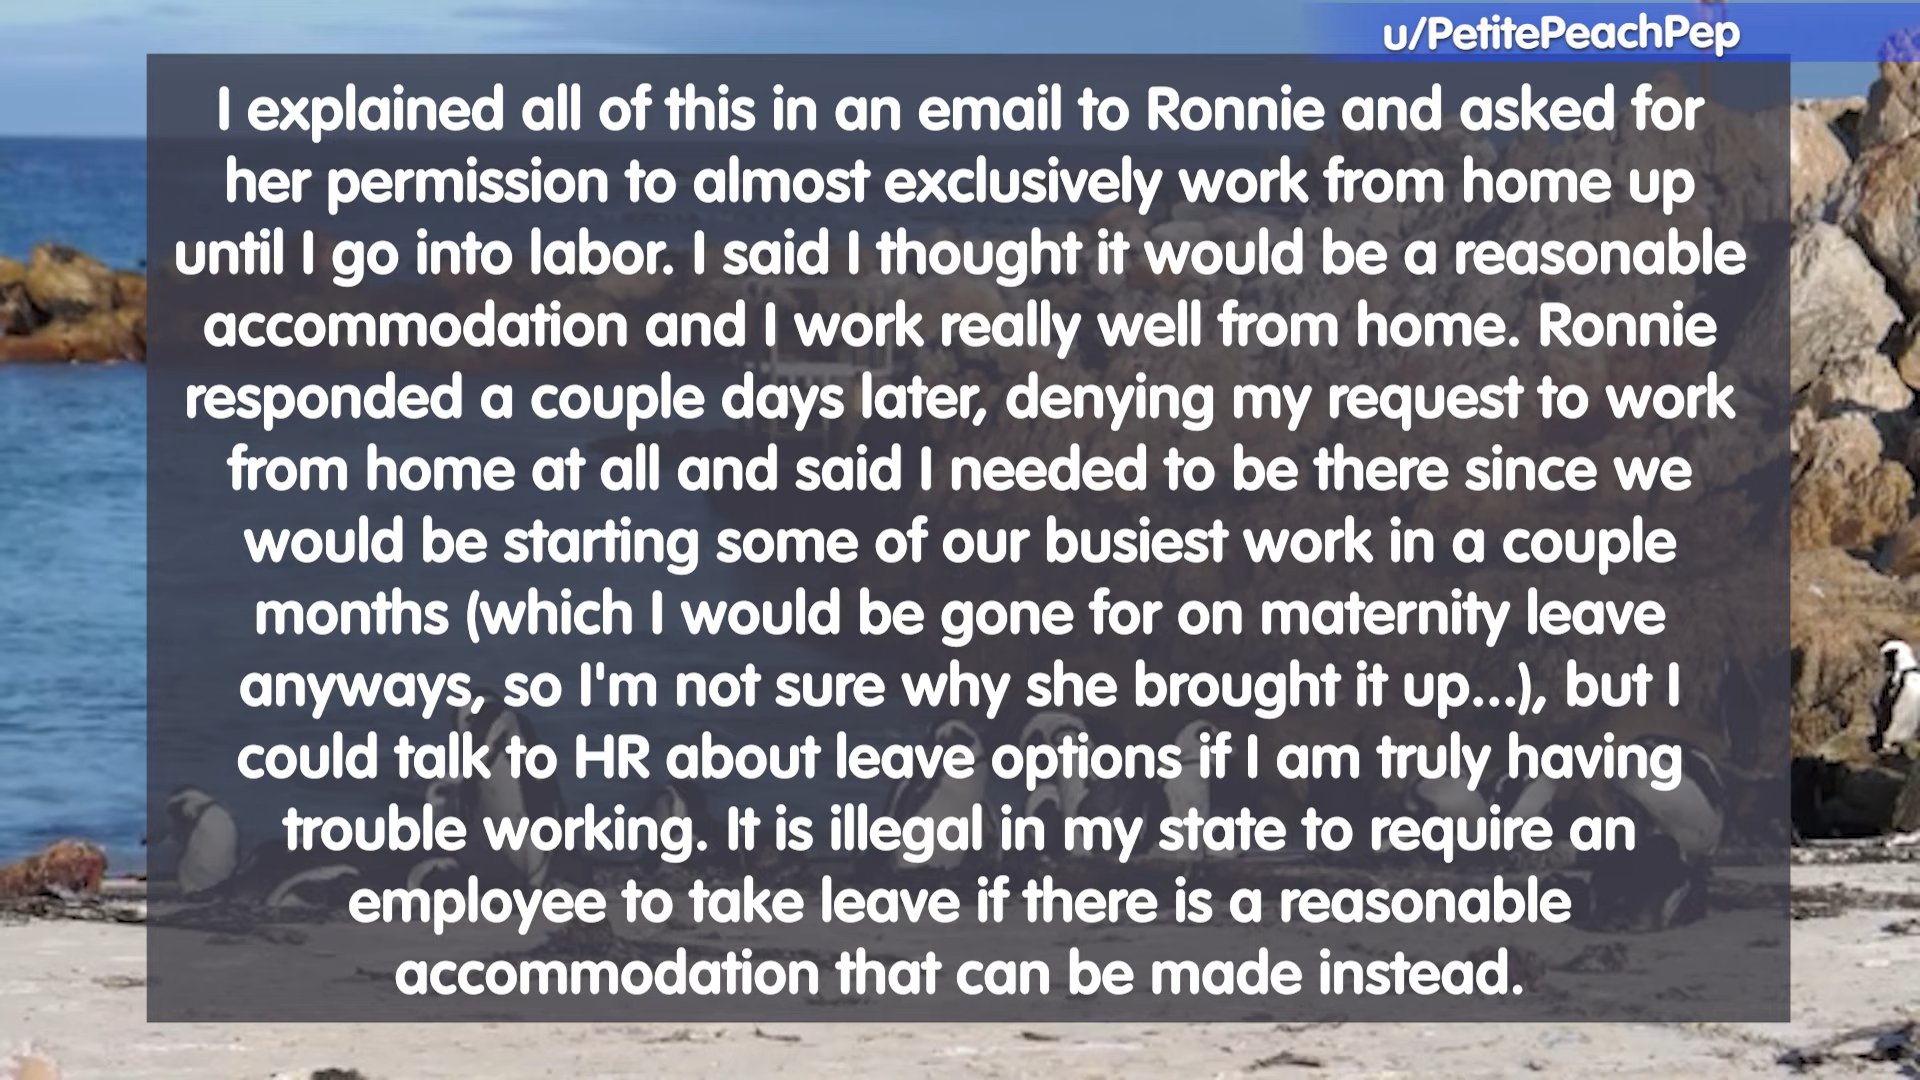 u/PetitePeachPep
I explained all of this in an email to Ronnie and asked for
her permission to almost exclusively work from home up
until I go into labor. I said I thought it would be a reasonable
accommodation and I work really well from home. Ronnie
responded a couple days later, denying my request to work
from home at all and said I needed to be there since we
would be starting some of our busiest work in a couple
months (which I would be gone for on maternity leave
anyways, so I'm not sure why she brought it up...), but I
could talk to HR about leave options if I am truly having
trouble working. It is illegal in my state to require an
employee to take leave if there is a reasonable
accommodation that can be made instead.